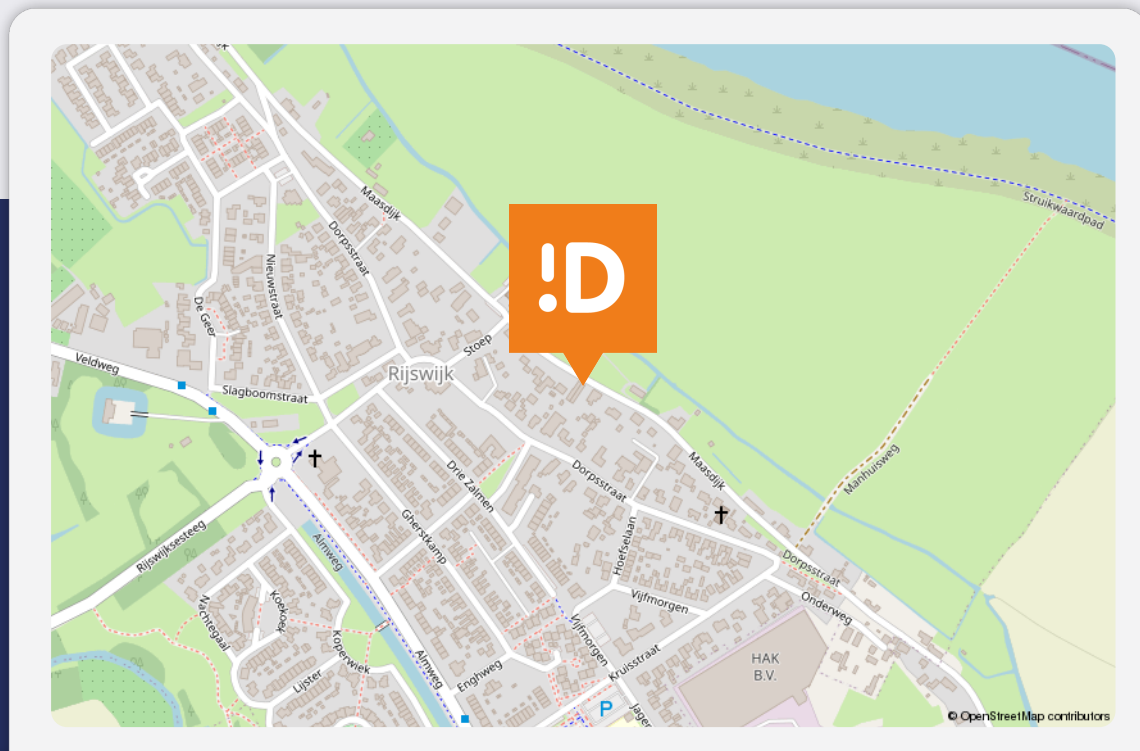 Struikwaardpad
Maasdijk
Dorpsstraat
!D
Nieuwstraat
De Geer
Stoep
Veldweg
Rijswijk
Slagboomstraat
Maasdijk
Manhuisweg
Drie Zalmen
Dorpsstraat
Gherstkamp
Rijswijksesteeg
Almweg
Hoefselaan
Dorpsstraat
Koekoek
Nachtegaal
Vijfmorgen
Onderweg
Vijfmorgen
Koperwiek
Kruisstraat
HAK
B.V.
Almweg
Enghweg
Lijster
P
Jager
© OpenStreetMap contributors